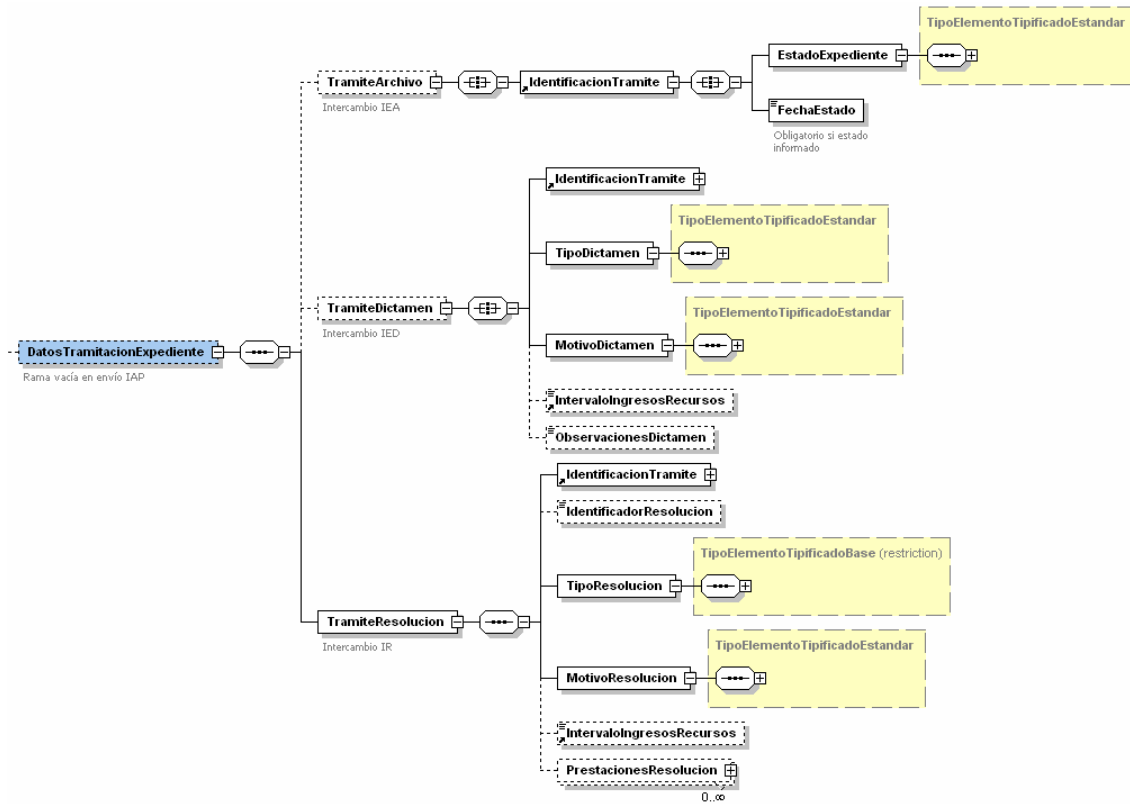 TipoElementoTipificadoEstandar
EstadoExpediente
TramiteArchivo
IdentificacionTramite
Intercambio IEA
FechaEstado
Obligatorio si estado
informado
IdentificacionTramite
TipoElementoTipificadoEstandar
TipoDictamen
TramiteDictamen
Intercambio IED
TipoElementoTipificadoEstandar
MotivoDictamen
DatosTramitacionExpediente
Rama vacía en envío IAP
IntervaloIngresosRecursos
ObservacionesDictamen
IdentificacionTramite
IdentificadorResolucion
TipoElementoTipificadoBase (restriction)
TipoResolucion
TramiteResolucion
Intercambio IR
TipoElementoTipificadoEstandar
MotivoResolucion
IntervaloIngresosRecursos
PrestacionesResolucion
0..∞